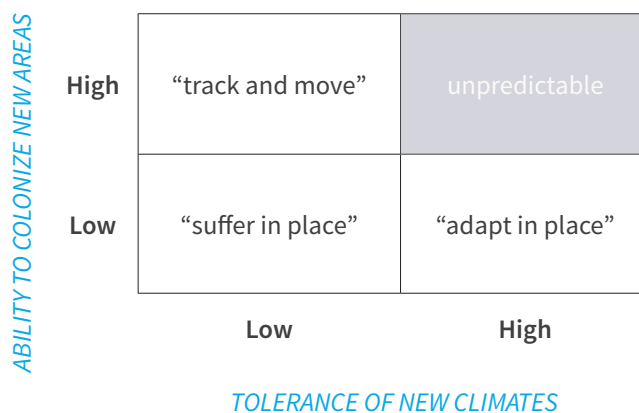 ABILITY TO COLONIZE NEW AREAS
High
“track and move”
unpredictable
Low
“suffer in place”
“adapt in place”
Low
High
TOLERANCE OF NEW CLIMATES